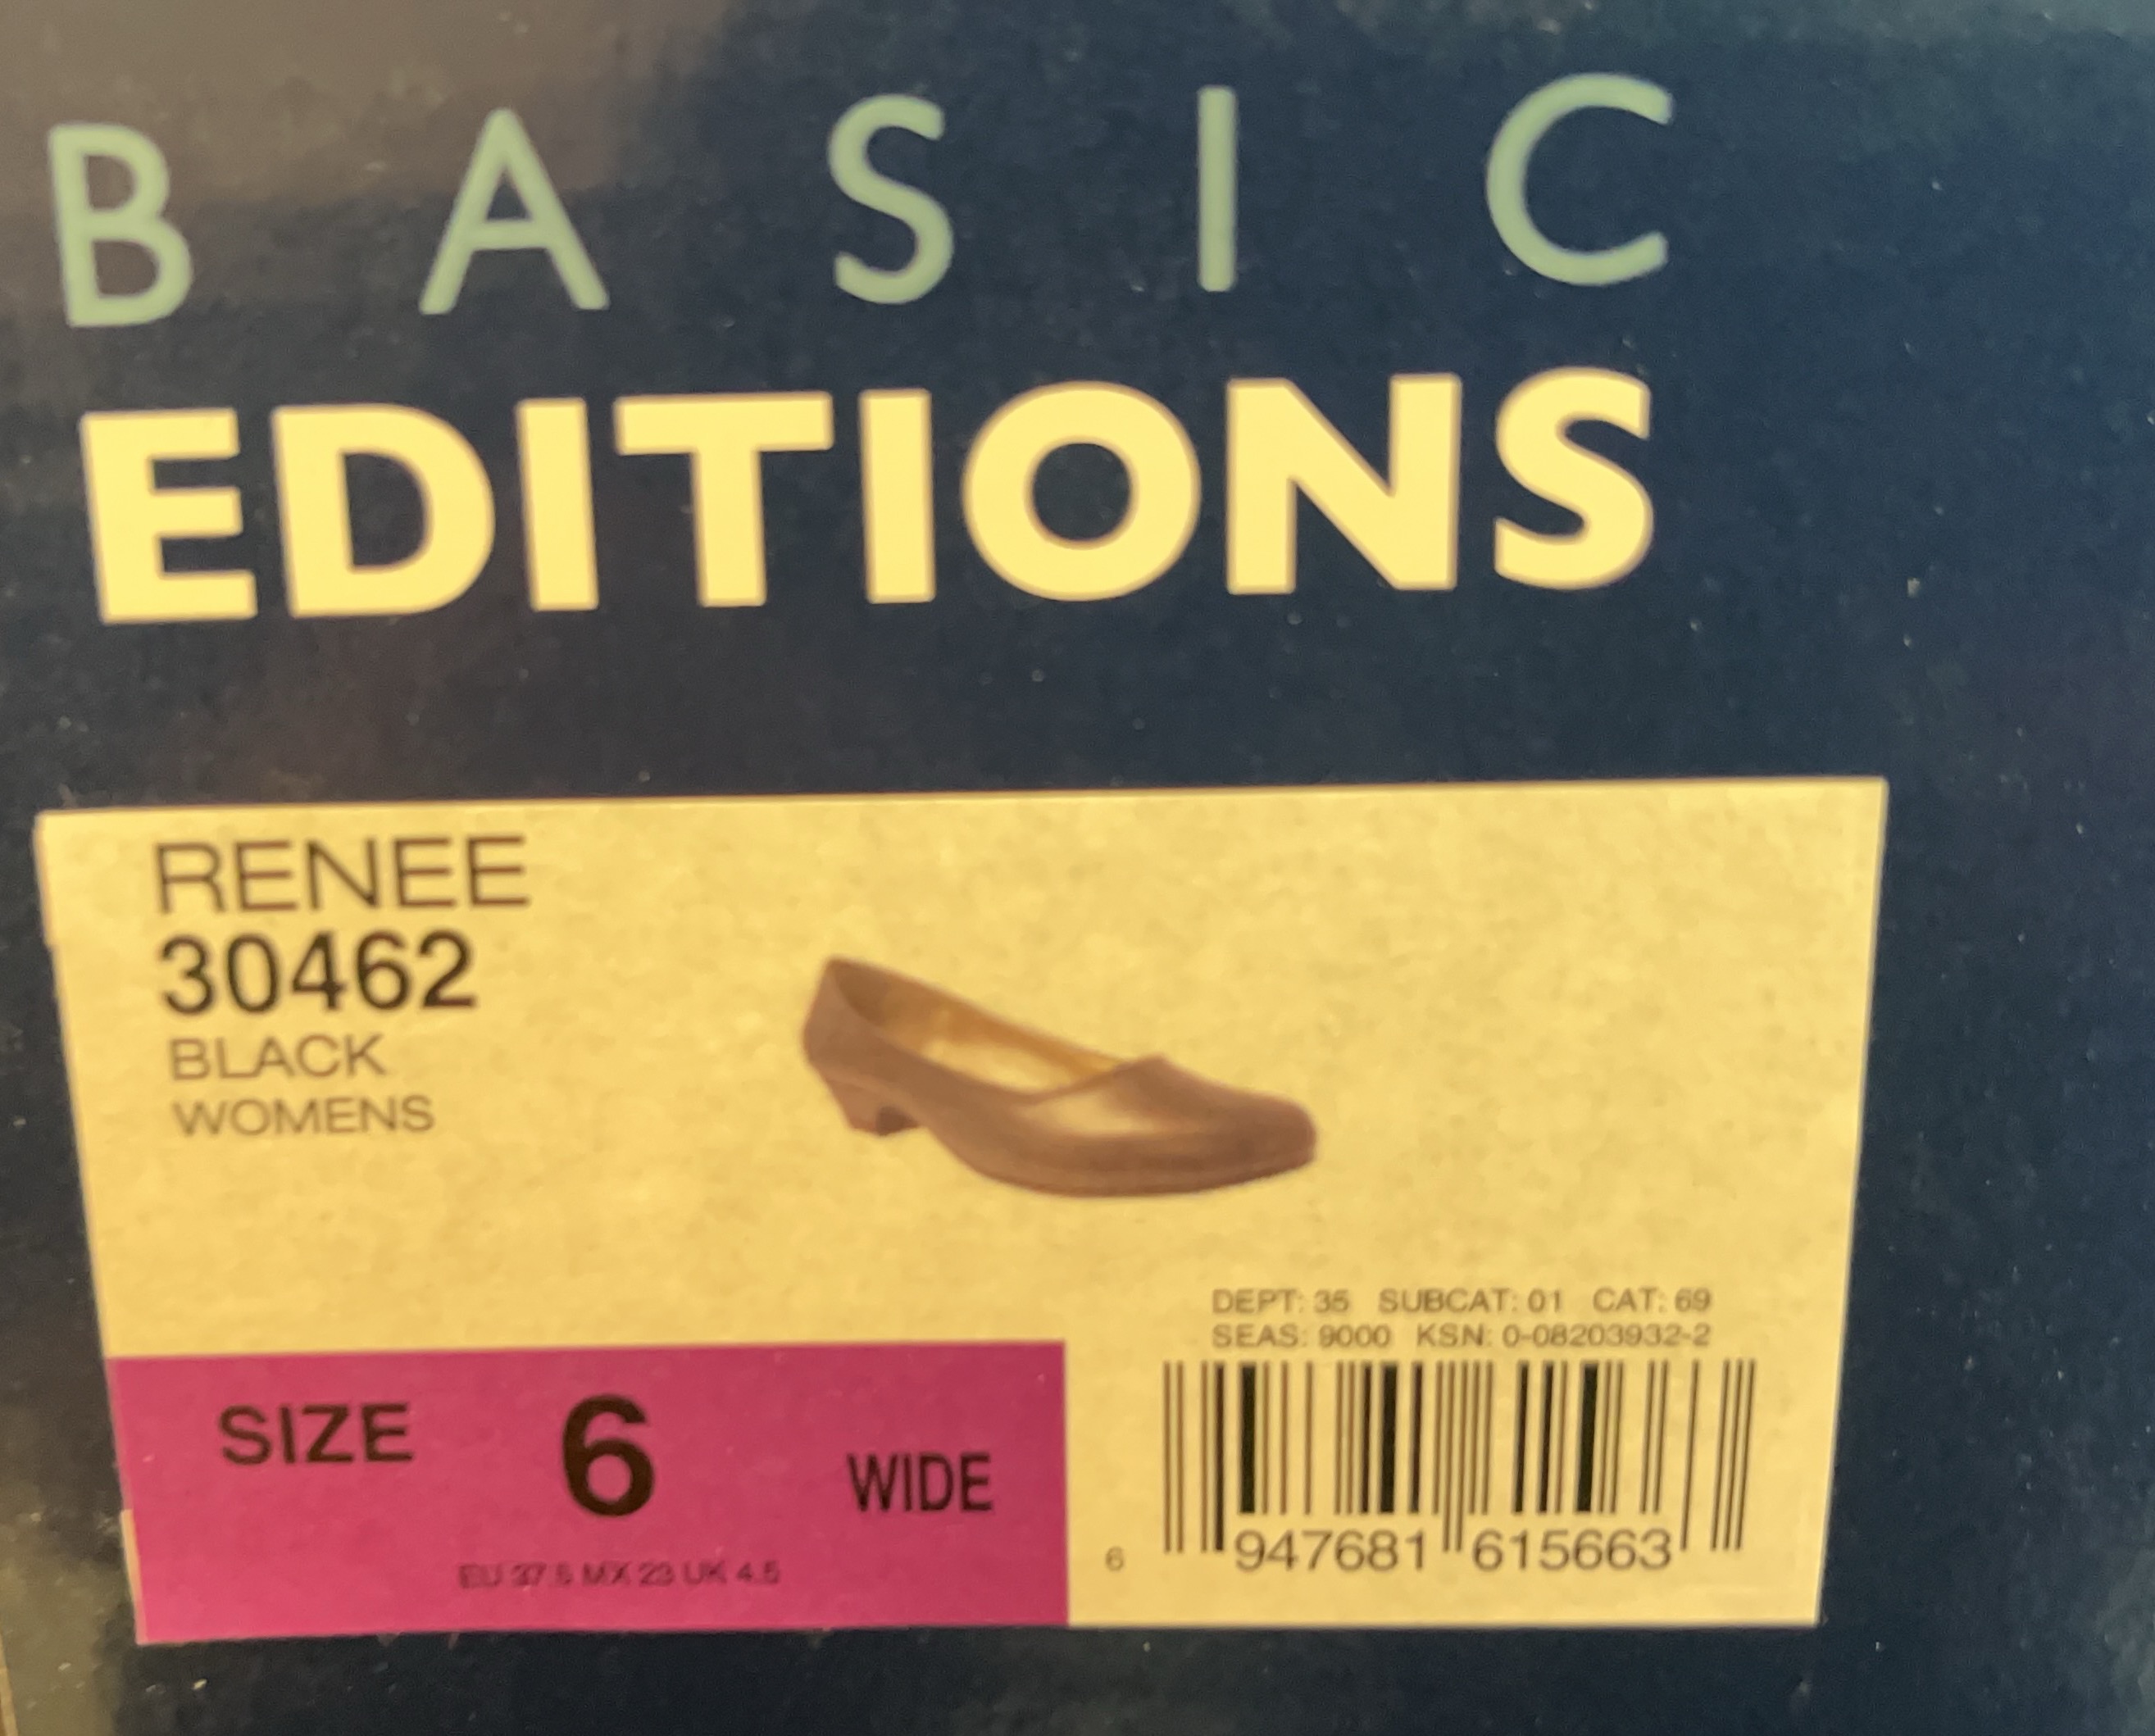 BASIC
EDITIONS
RENEE
30462
BLACK
WOMENS
SIZE 6 WIDE
EU 37.5 MX 23 UK 4.5
DEPT: 35 SUBCAT: 01 CAT: 69
SEAS: 9000 KSN: 0-08203932-2
6 947681 615663